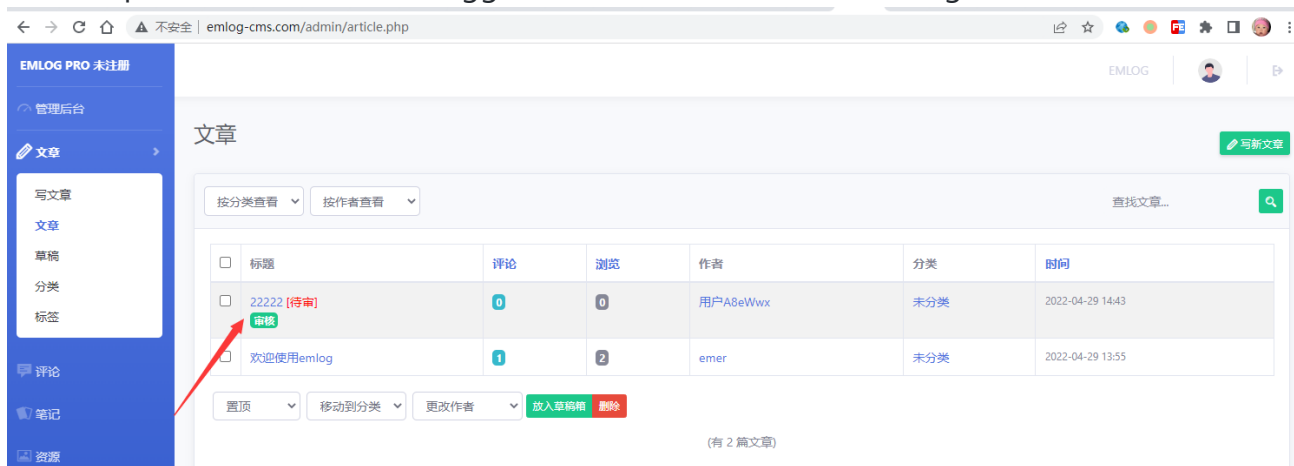 不安全 | emlog-cms.com/admin/article.php
EMLOG PRO 未注册
EMLOG
管理后台
文章
文章
写新文章
写文章
文章
草稿
分类
标签
评论
笔记
资源
按分类查看 按作者查看 查找文章...
标题 评论 浏览 作者 分类 时间
22222 [待审] 0 0 用户A8eWwx 未分类 2022-04-29 14:43
审核
欢迎使用emlog 1 2 emer 未分类 2022-04-29 13:55
置顶 移动到分类 更改作者 放入草稿箱 删除
(有 2 篇文章)